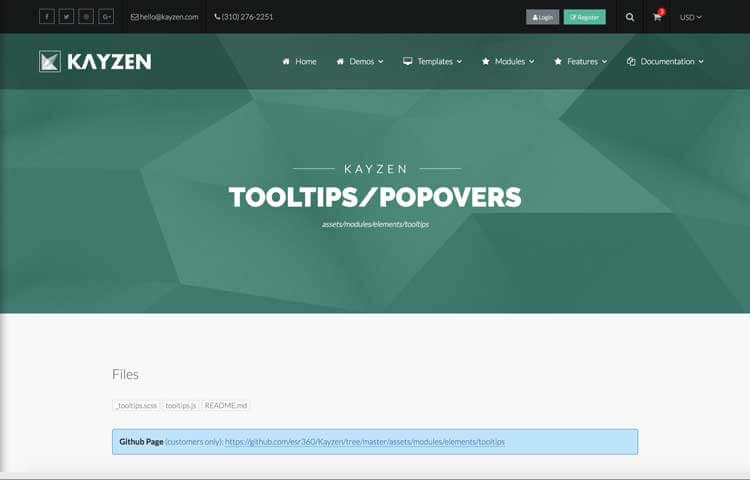 hello@kayzen.com (310) 276-2251 Login Register 3 USD
KAYZEN Home Demos Templates Modules Features Documentation
KAYZEN
TOOLTIPS/POPOVERS
assets/modules/elements/tooltips
Files
_tooltips.scss tooltips.js README.md
Github Page (customers only): https://github.com/esr360/Kayzen/tree/master/assets/modules/elements/tooltips